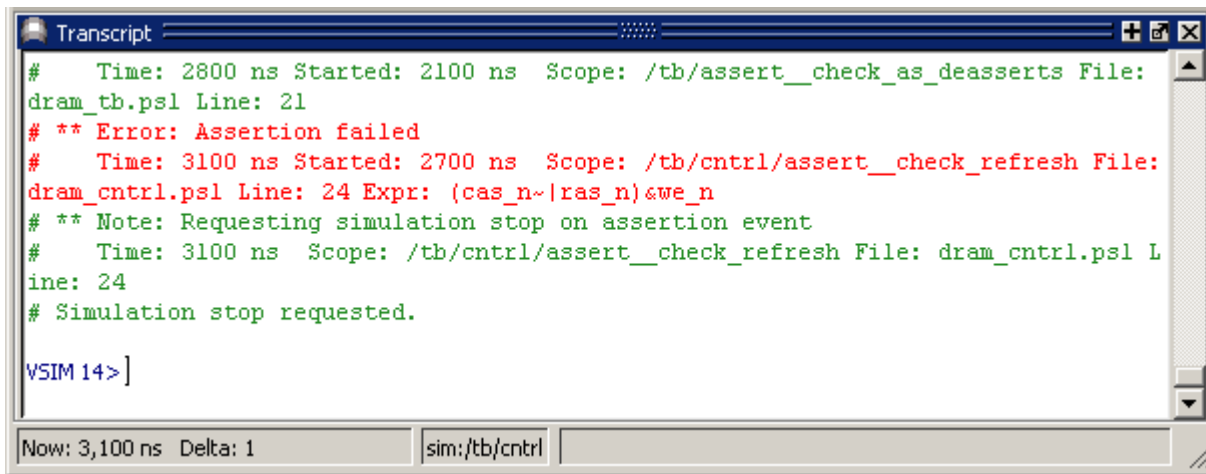 Transcript
#    Time: 2800 ns Started: 2100 ns  Scope: /tb/assert__check_as_deasserts File:
dram_tb.psl Line: 21
# ** Error: Assertion failed
#    Time: 3100 ns Started: 2700 ns  Scope: /tb/cntrl/assert__check_refresh File:
dram_cntrl.psl Line: 24 Expr: (cas_n~|ras_n)&we_n
# ** Note: Requesting simulation stop on assertion event
#    Time: 3100 ns  Scope: /tb/cntrl/assert__check_refresh File: dram_cntrl.psl L
ine: 24
# Simulation stop requested.
VSIM 14>
Now: 3,100 ns  Delta: 1  sim:/tb/cntrl